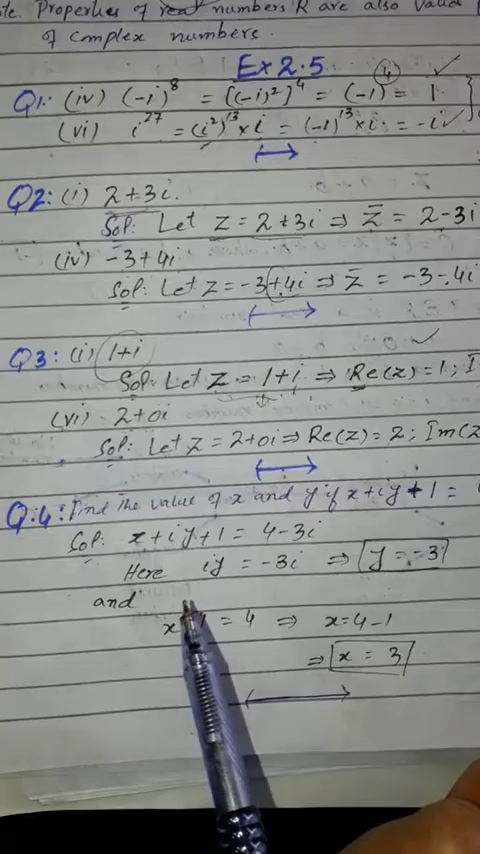 te. Properties of real numbers R are also valid
of complex numbers.
Ex 2.5
Q1: (iv) (-i)⁸ = [(-i)²]⁴ = (-1)⁴ = 1
(vi) i²⁷ = (i²)¹³ × i = (-1)¹³ × i = -i
Q2: (i) 2+3i.
Sol: Let Z = 2+3i ⇒ Z̄ = 2-3i
(iv) -3+4i
Sol: Let Z = -3+4i ⇒ Z̄ = -3-4i
Q3: (i) 1+i
Sol: Let Z = 1+i ⇒ Re(Z) = 1; I
(vi) 2+0i
Sol: Let Z = 2+0i ⇒ Re(Z) = 2; Im(Z
Q.4: Find the value of x and y if x+iy+1 =
Sol: x+iy+1 = 4-3i
Here iy = -3i ⇒ y = -3
and
x 1 = 4 ⇒ x = 4-1
⇒ x = 3